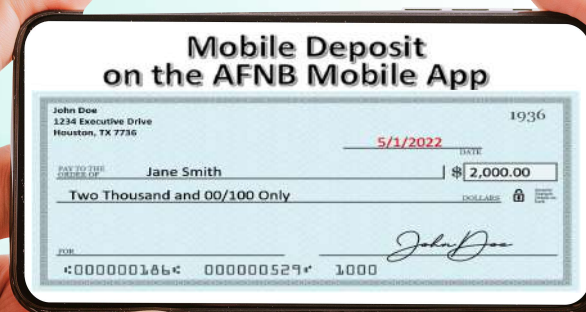 Mobile Deposit
on the AFNB Mobile App
John Doe
1234 Executive Drive
Houston, TX 7736
1936
5/1/2022
DATE
PAY TO THE
ORDER OF
Jane Smith
$ 2,000.00
Two Thousand and 00/100 Only
DOLLARS
FOR
John Doe
⑆000000186⑆ 000000529⑈ 1000